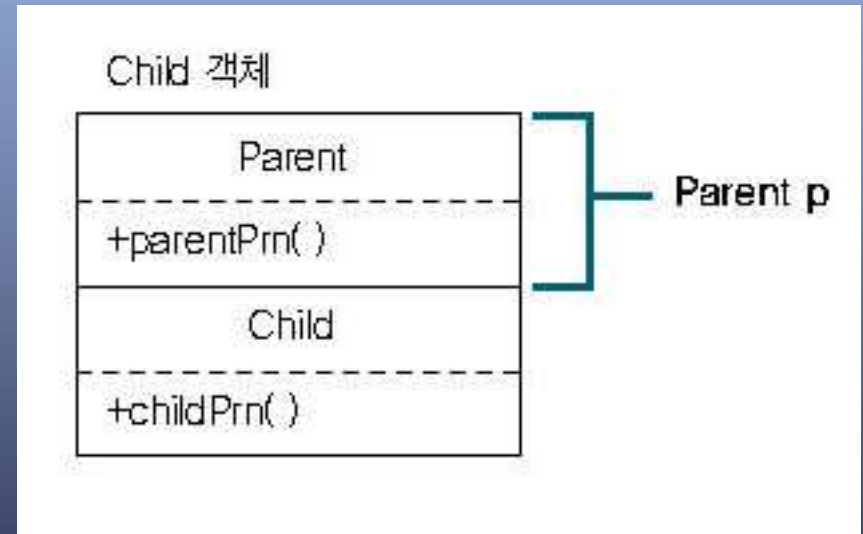 Child 객체
Parent
+parentPrn( )
Parent p
Child
+childPrn( )